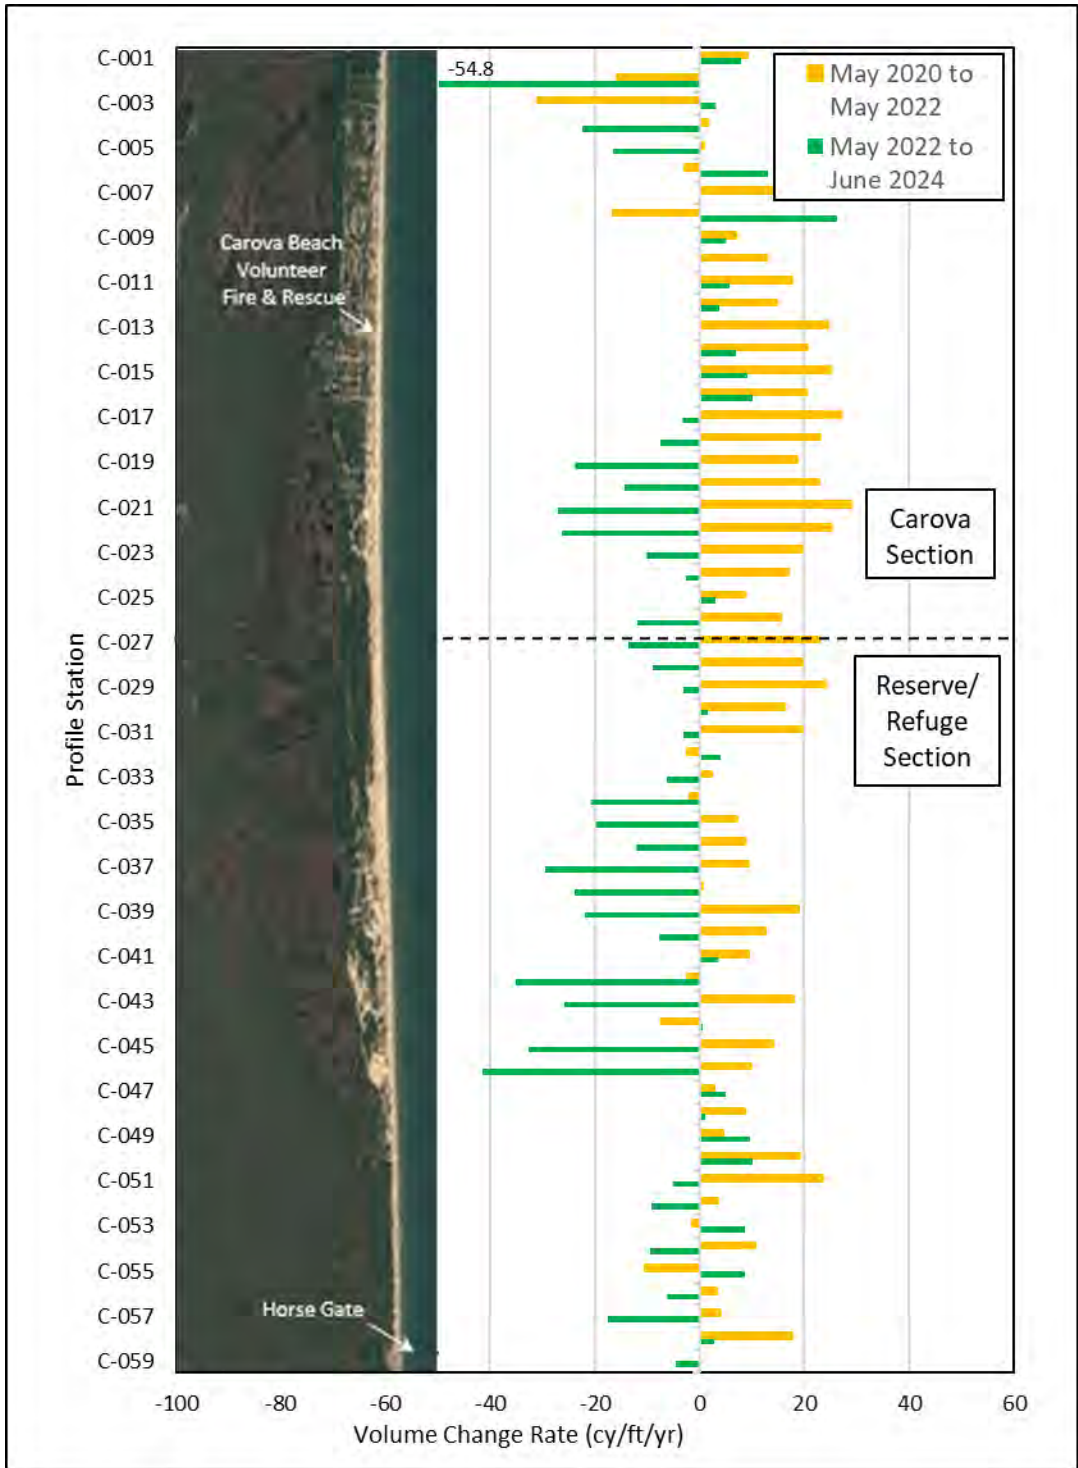 C-001
-54.8
C-003
C-005
C-007
C-009
C-011
C-013
C-015
C-017
C-019
C-021
C-023
C-025
C-027
C-029
C-031
C-033
C-035
C-037
C-039
C-041
C-043
C-045
C-047
C-049
C-051
C-053
C-055
C-057
C-059
Profile Station
May 2020 to
May 2022
May 2022 to
June 2024
Carova Beach
Volunteer
Fire & Rescue
Carova
Section
Reserve/
Refuge
Section
Horse Gate
-100 -80 -60 -40 -20 0 20 40 60
Volume Change Rate (cy/ft/yr)